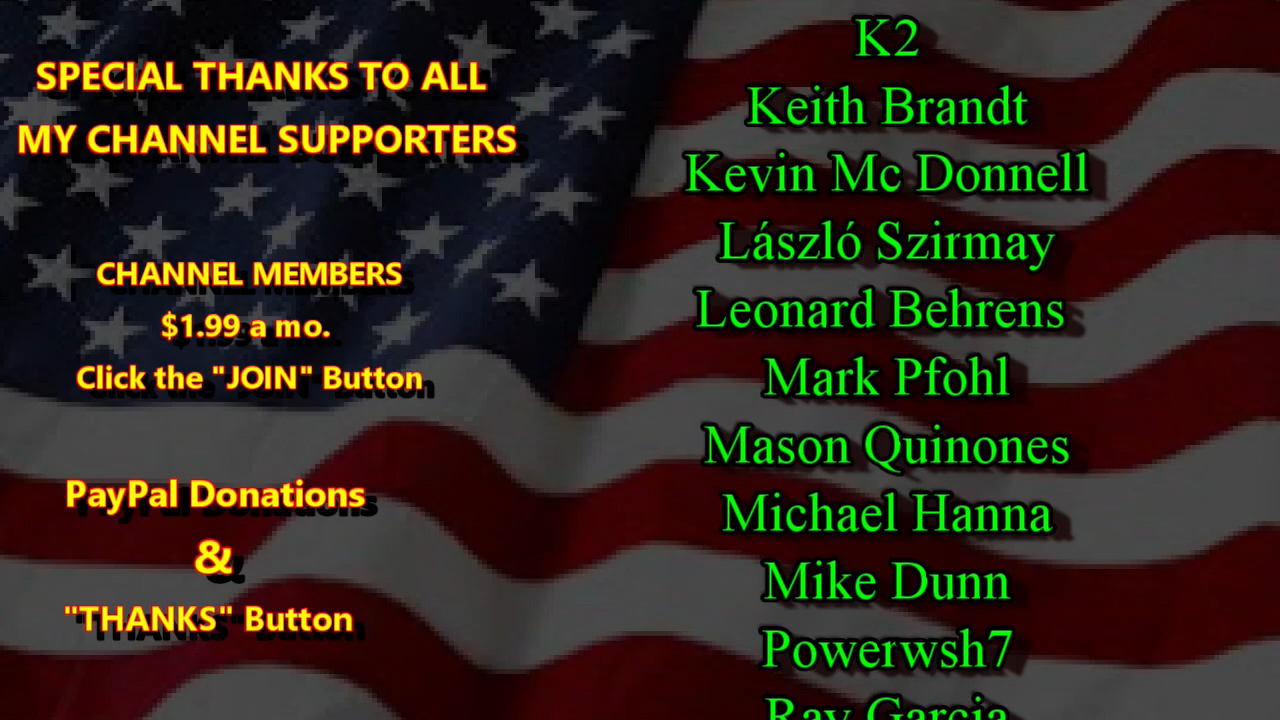 SPECIAL THANKS TO ALL
MY CHANNEL SUPPORTERS
CHANNEL MEMBERS
$1.99 a mo.
Click the "JOIN" Button
PayPal Donations
&
"THANKS" Button
K2
Keith Brandt
Kevin Mc Donnell
László Szirmay
Leonard Behrens
Mark Pfohl
Mason Quinones
Michael Hanna
Mike Dunn
Powerwsh7
Ray Garcia